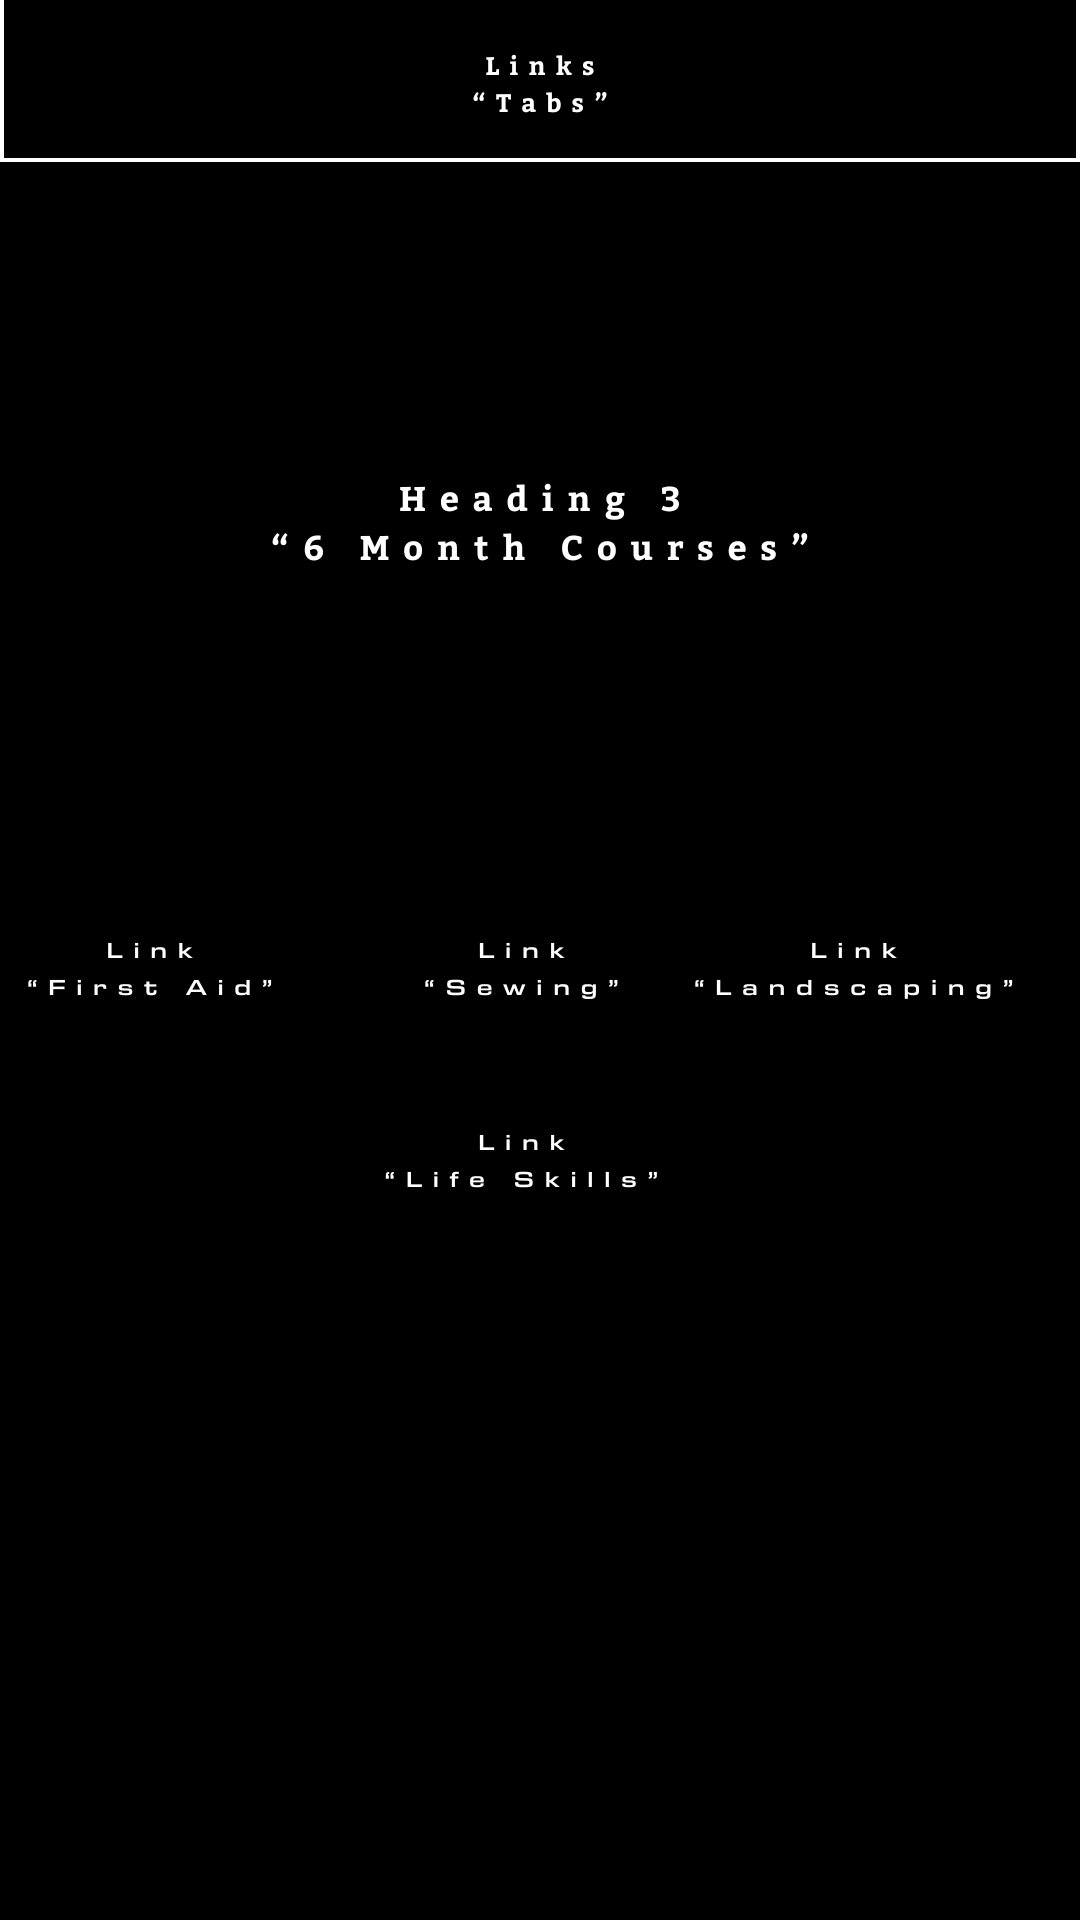 Links
“Tabs”
Heading 3
“6 Month Courses”
Link
“First Aid”
Link
“Sewing”
Link
“Landscaping”
Link
“Life Skills”